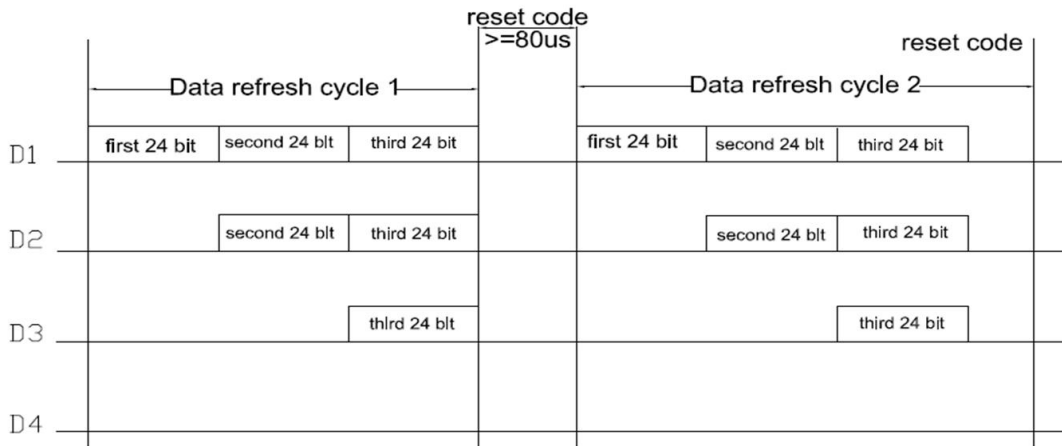 reset code
>=80us
reset code
Data refresh cycle 1
Data refresh cycle 2
D1 first 24 bit second 24 blt third 24 bit first 24 bit second 24 blt third 24 bit
D2 second 24 blt third 24 bit second 24 blt third 24 bit
D3 thlrd 24 blt third 24 bit
D4